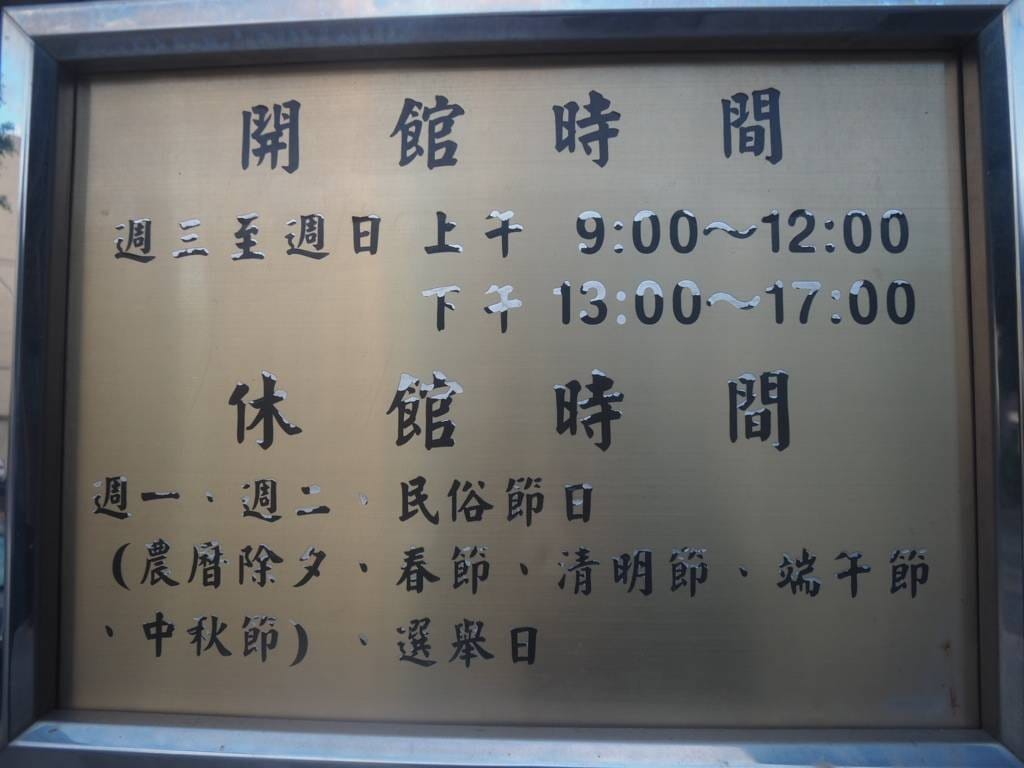 開館時間
週三至週日 上午 9:00～12:00
下午 13:00～17:00
休館時間
週一、週二、民俗節日
(農曆除夕、春節、清明節、端午節
、中秋節)、選舉日